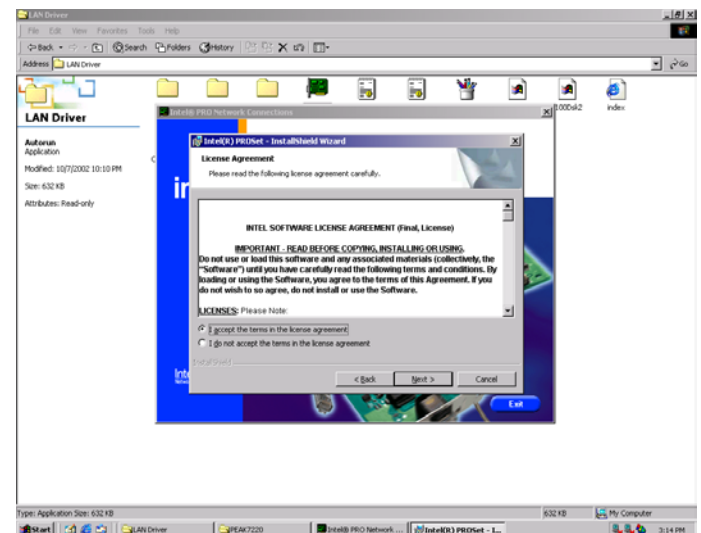 LAN Driver
File Edit View Favorites Tools Help
Back Search Folders History
Address LAN Driver Go
LAN Driver
Autorun
Application
Modified: 10/7/2002 10:10 PM
Size: 632 KB
Attributes: Read-only
100Dsk2
index
Intel® PRO Network Connections
Intel(R) PROSet - InstallShield Wizard
License Agreement
Please read the following license agreement carefully.
INTEL SOFTWARE LICENSE AGREEMENT (Final, License)
IMPORTANT - READ BEFORE COPYING, INSTALLING OR USING.
Do not use or load this software and any associated materials (collectively, the
"Software") until you have carefully read the following terms and conditions. By
loading or using the Software, you agree to the terms of this Agreement. If you
do not wish to so agree, do not install or use the Software.
LICENSES: Please Note:
I accept the terms in the license agreement
I do not accept the terms in the license agreement
InstallShield
< Back Next > Cancel
Exit
Type: Application Size: 632 KB 632 KB My Computer
Start LAN Driver PEAK7220 Intel® PRO Network ... Intel(R) PROSet - I... 3:14 PM